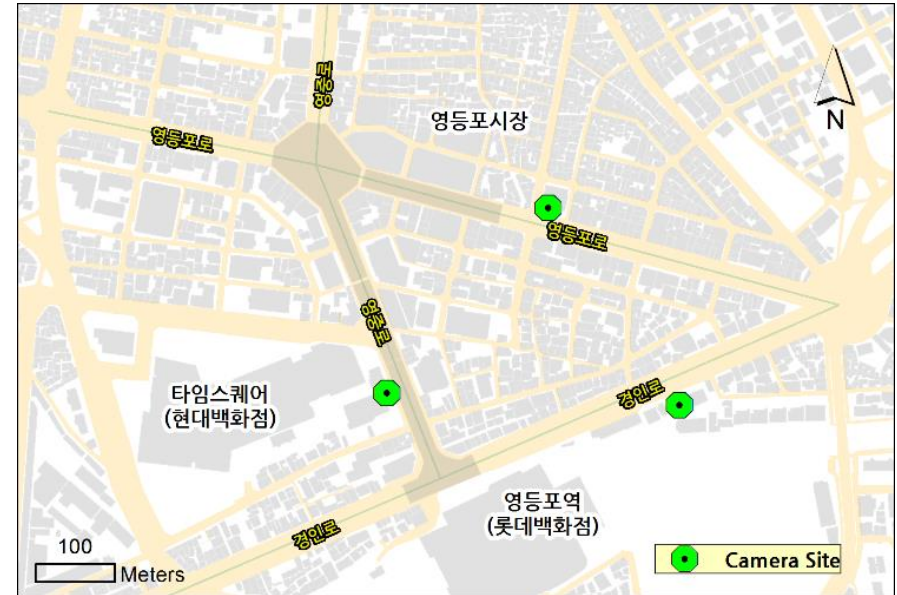 영중로
영등포로
영등포시장
N
영등포로
영중로
타임스퀘어
(현대백화점)
경인로
영등포역
(롯데백화점)
경인로
100
Meters
Camera Site